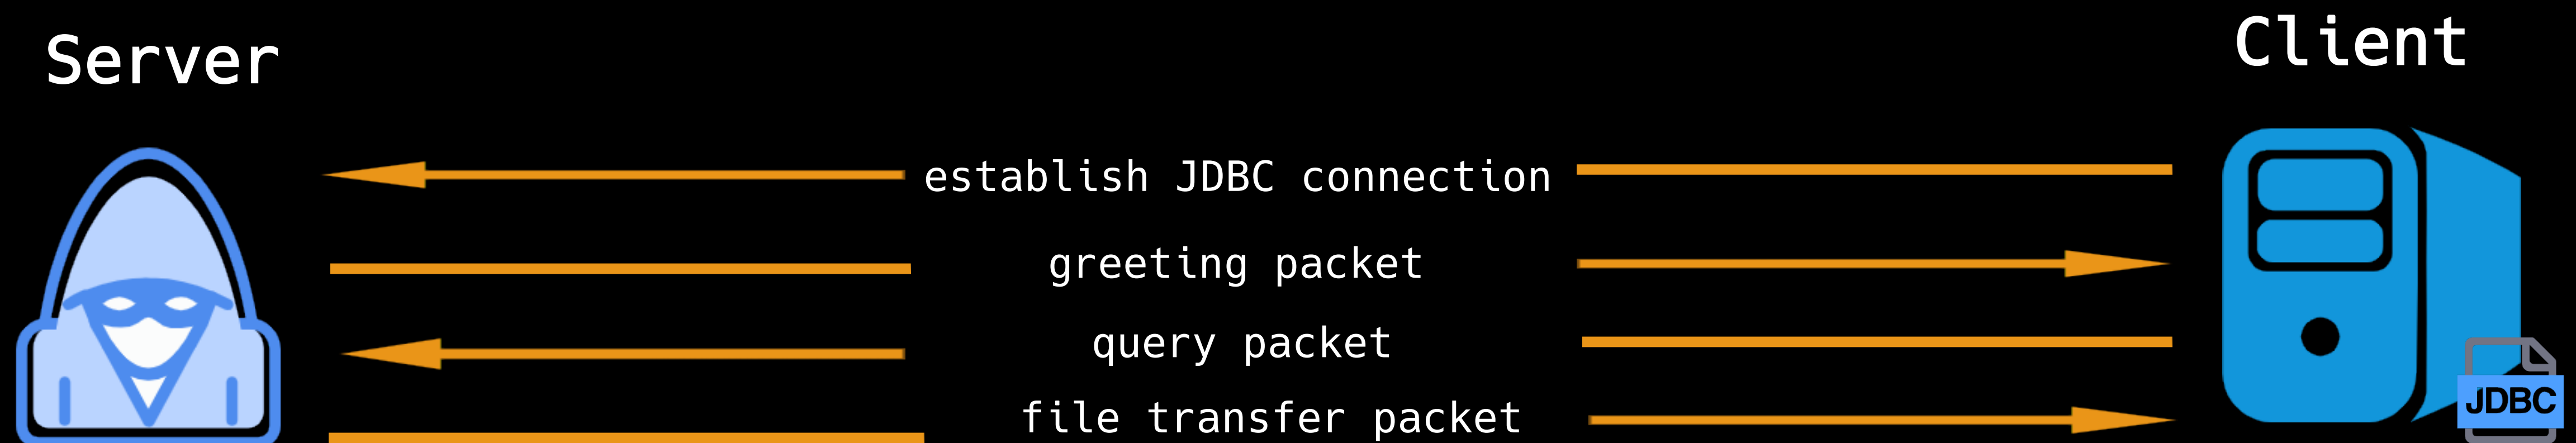 Server
Client
establish JDBC connection
greeting packet
query packet
file transfer packet
JDBC